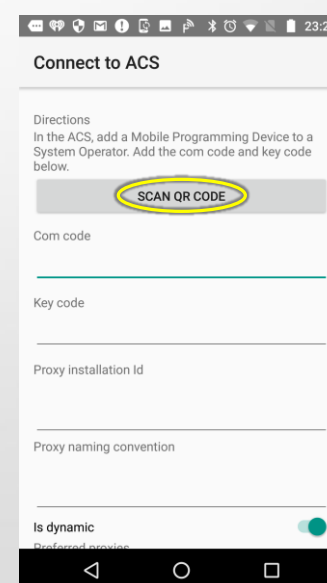 23:2
Connect to ACS
Directions
In the ACS, add a Mobile Programming Device to a
System Operator. Add the com code and key code
below.
SCAN QR CODE
Com code
Key code
Proxy installation Id
Proxy naming convention
Is dynamic
Preferred proxies